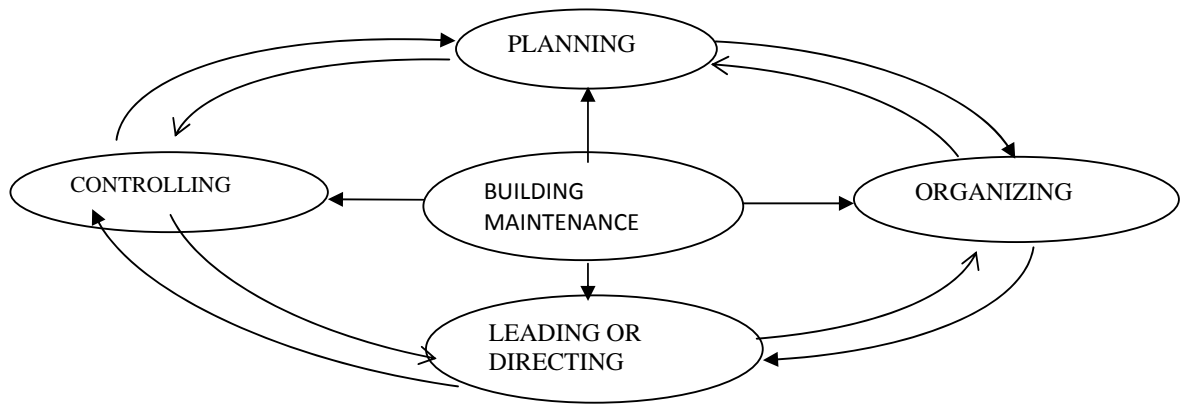 PLANNING
CONTROLLING
BUILDING
MAINTENANCE
ORGANIZING
LEADING OR
DIRECTING